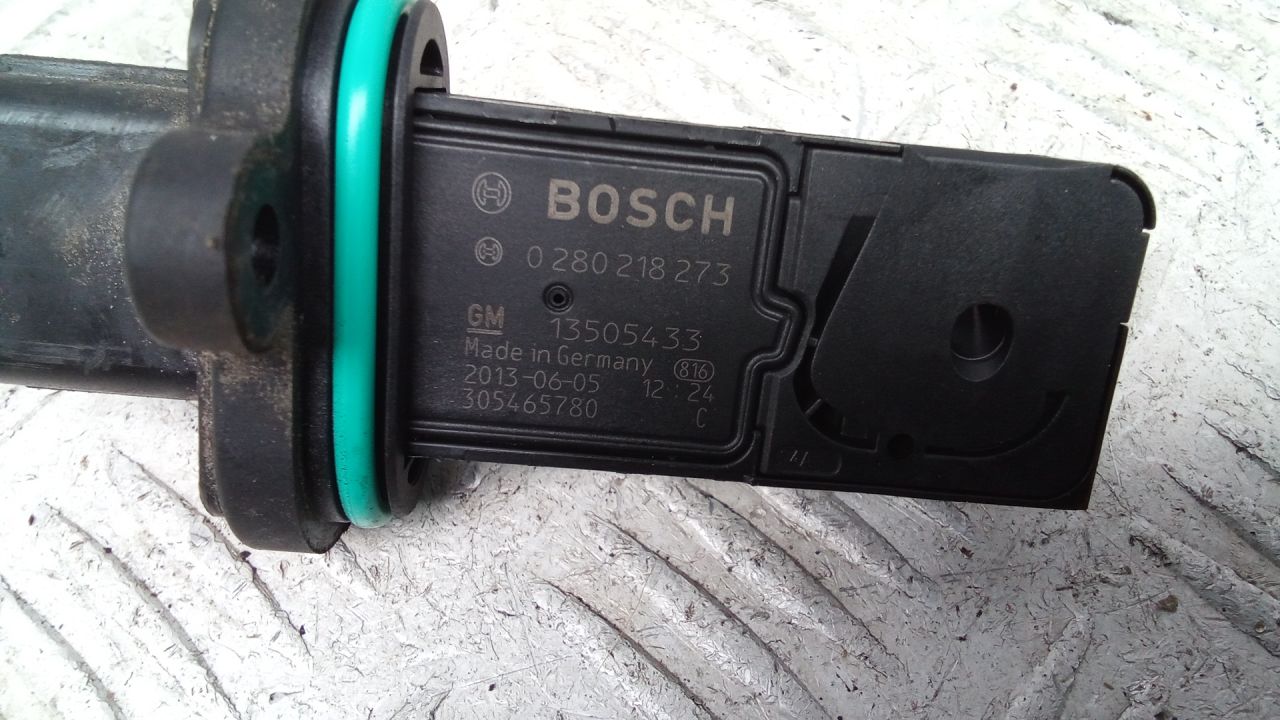 BOSCH
0 280 218 273
GM 13505433
Made in Germany 816
2013-06-05 12:24
305465780 C